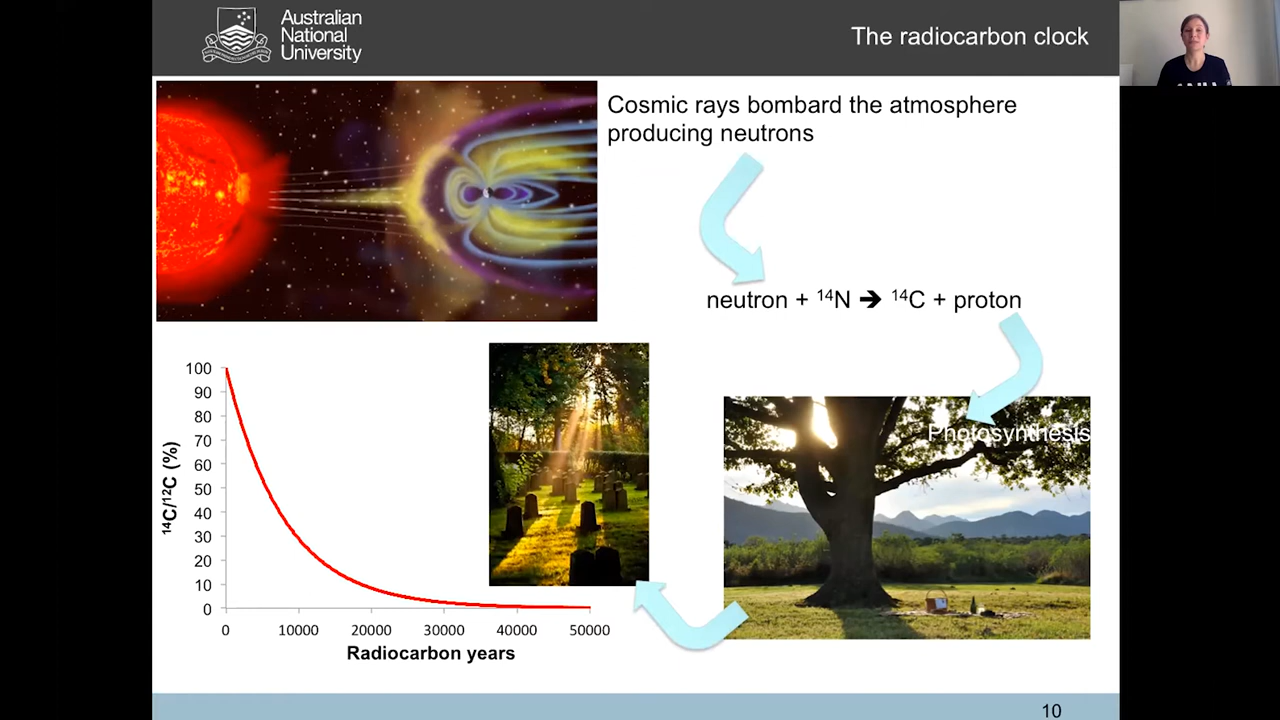 Australian
National
University
The radiocarbon clock
Cosmic rays bombard the atmosphere
producing neutrons
neutron + ¹⁴N ➔ ¹⁴C + proton
Photosynthesis
¹⁴C/¹²C (%)
100
90
80
70
60
50
40
30
20
10
0
0 10000 20000 30000 40000 50000
Radiocarbon years
10